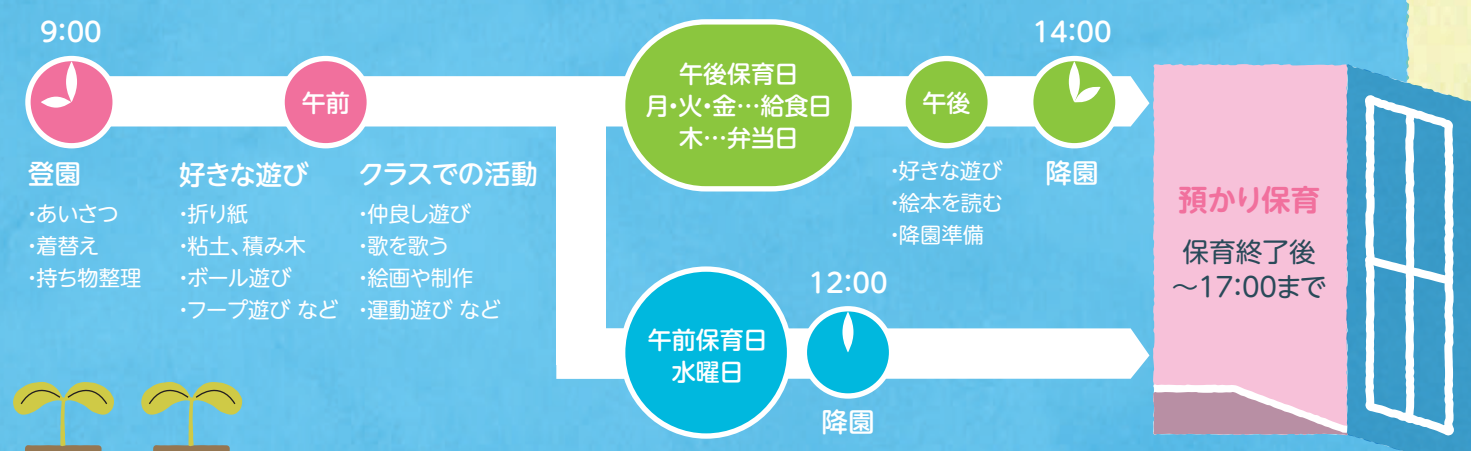 9:00
登園
・あいさつ
・着替え
・持ち物整理
午前
好きな遊び
・折り紙
・粘土、積み木
・ボール遊び
・フープ遊び など
クラスでの活動
・仲良し遊び
・歌を歌う
・絵画や制作
・運動遊び など
午後保育日
月・火・金…給食日
木…弁当日
午後
・好きな遊び
・絵本を読む
・降園準備
14:00
降園
午前保育日
水曜日
12:00
降園
預かり保育
保育終了後
〜17:00まで